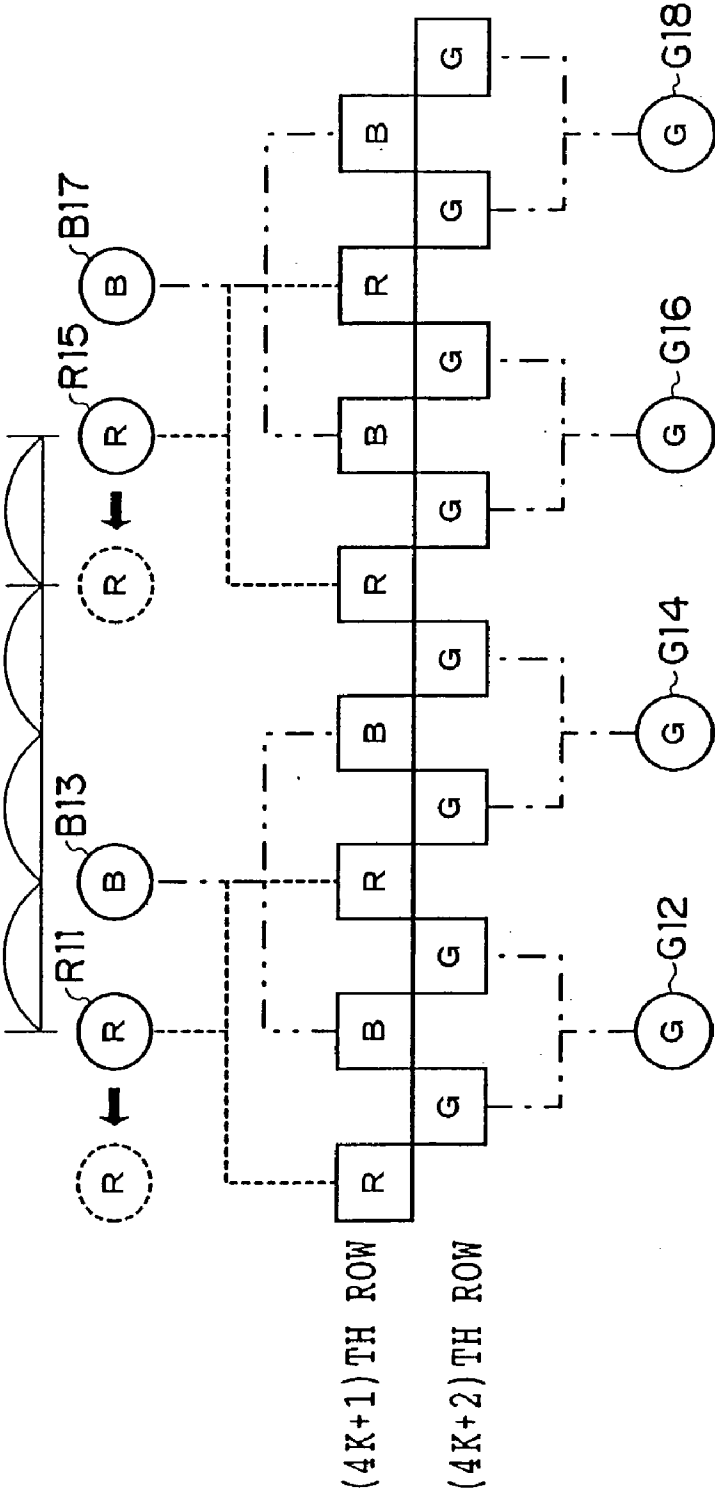 R11 B13 R15 B17
R R B R R B
(4K+1)TH ROW R B R B R B R B
(4K+2)TH ROW G G G G G G G G
G G12 G G14 G G16 G G18